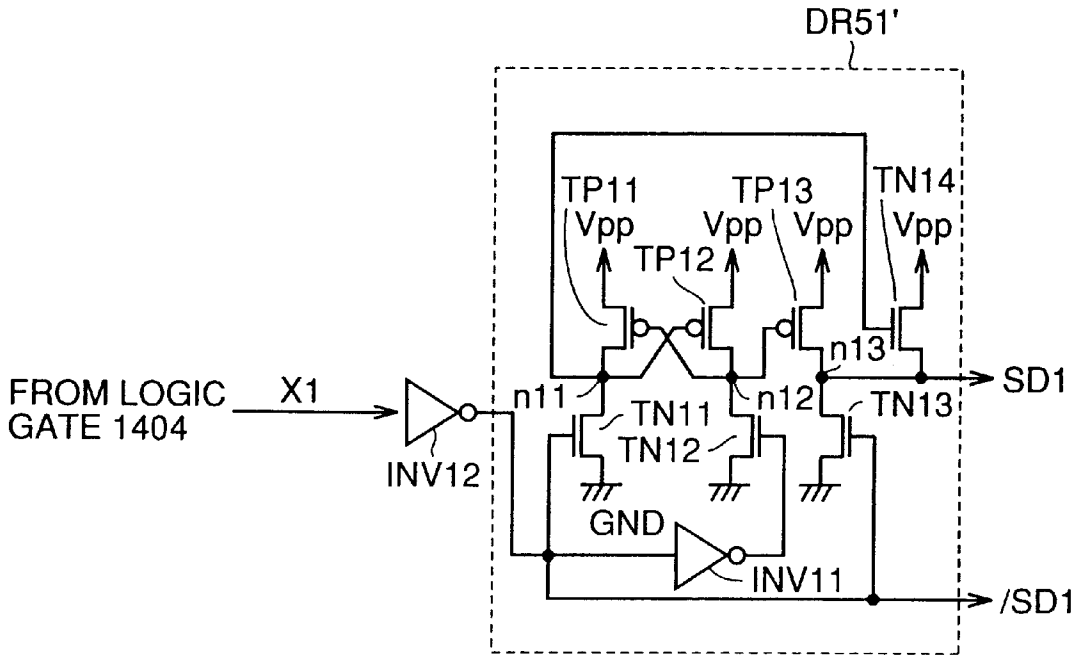 DR51'
TP11
TP13
TN14
Vpp
Vpp
Vpp
Vpp
TP12
n11
n12
n13
SD1
FROM LOGIC
GATE 1404
X1
INV12
TN11
TN12
TN13
GND
INV11
/SD1